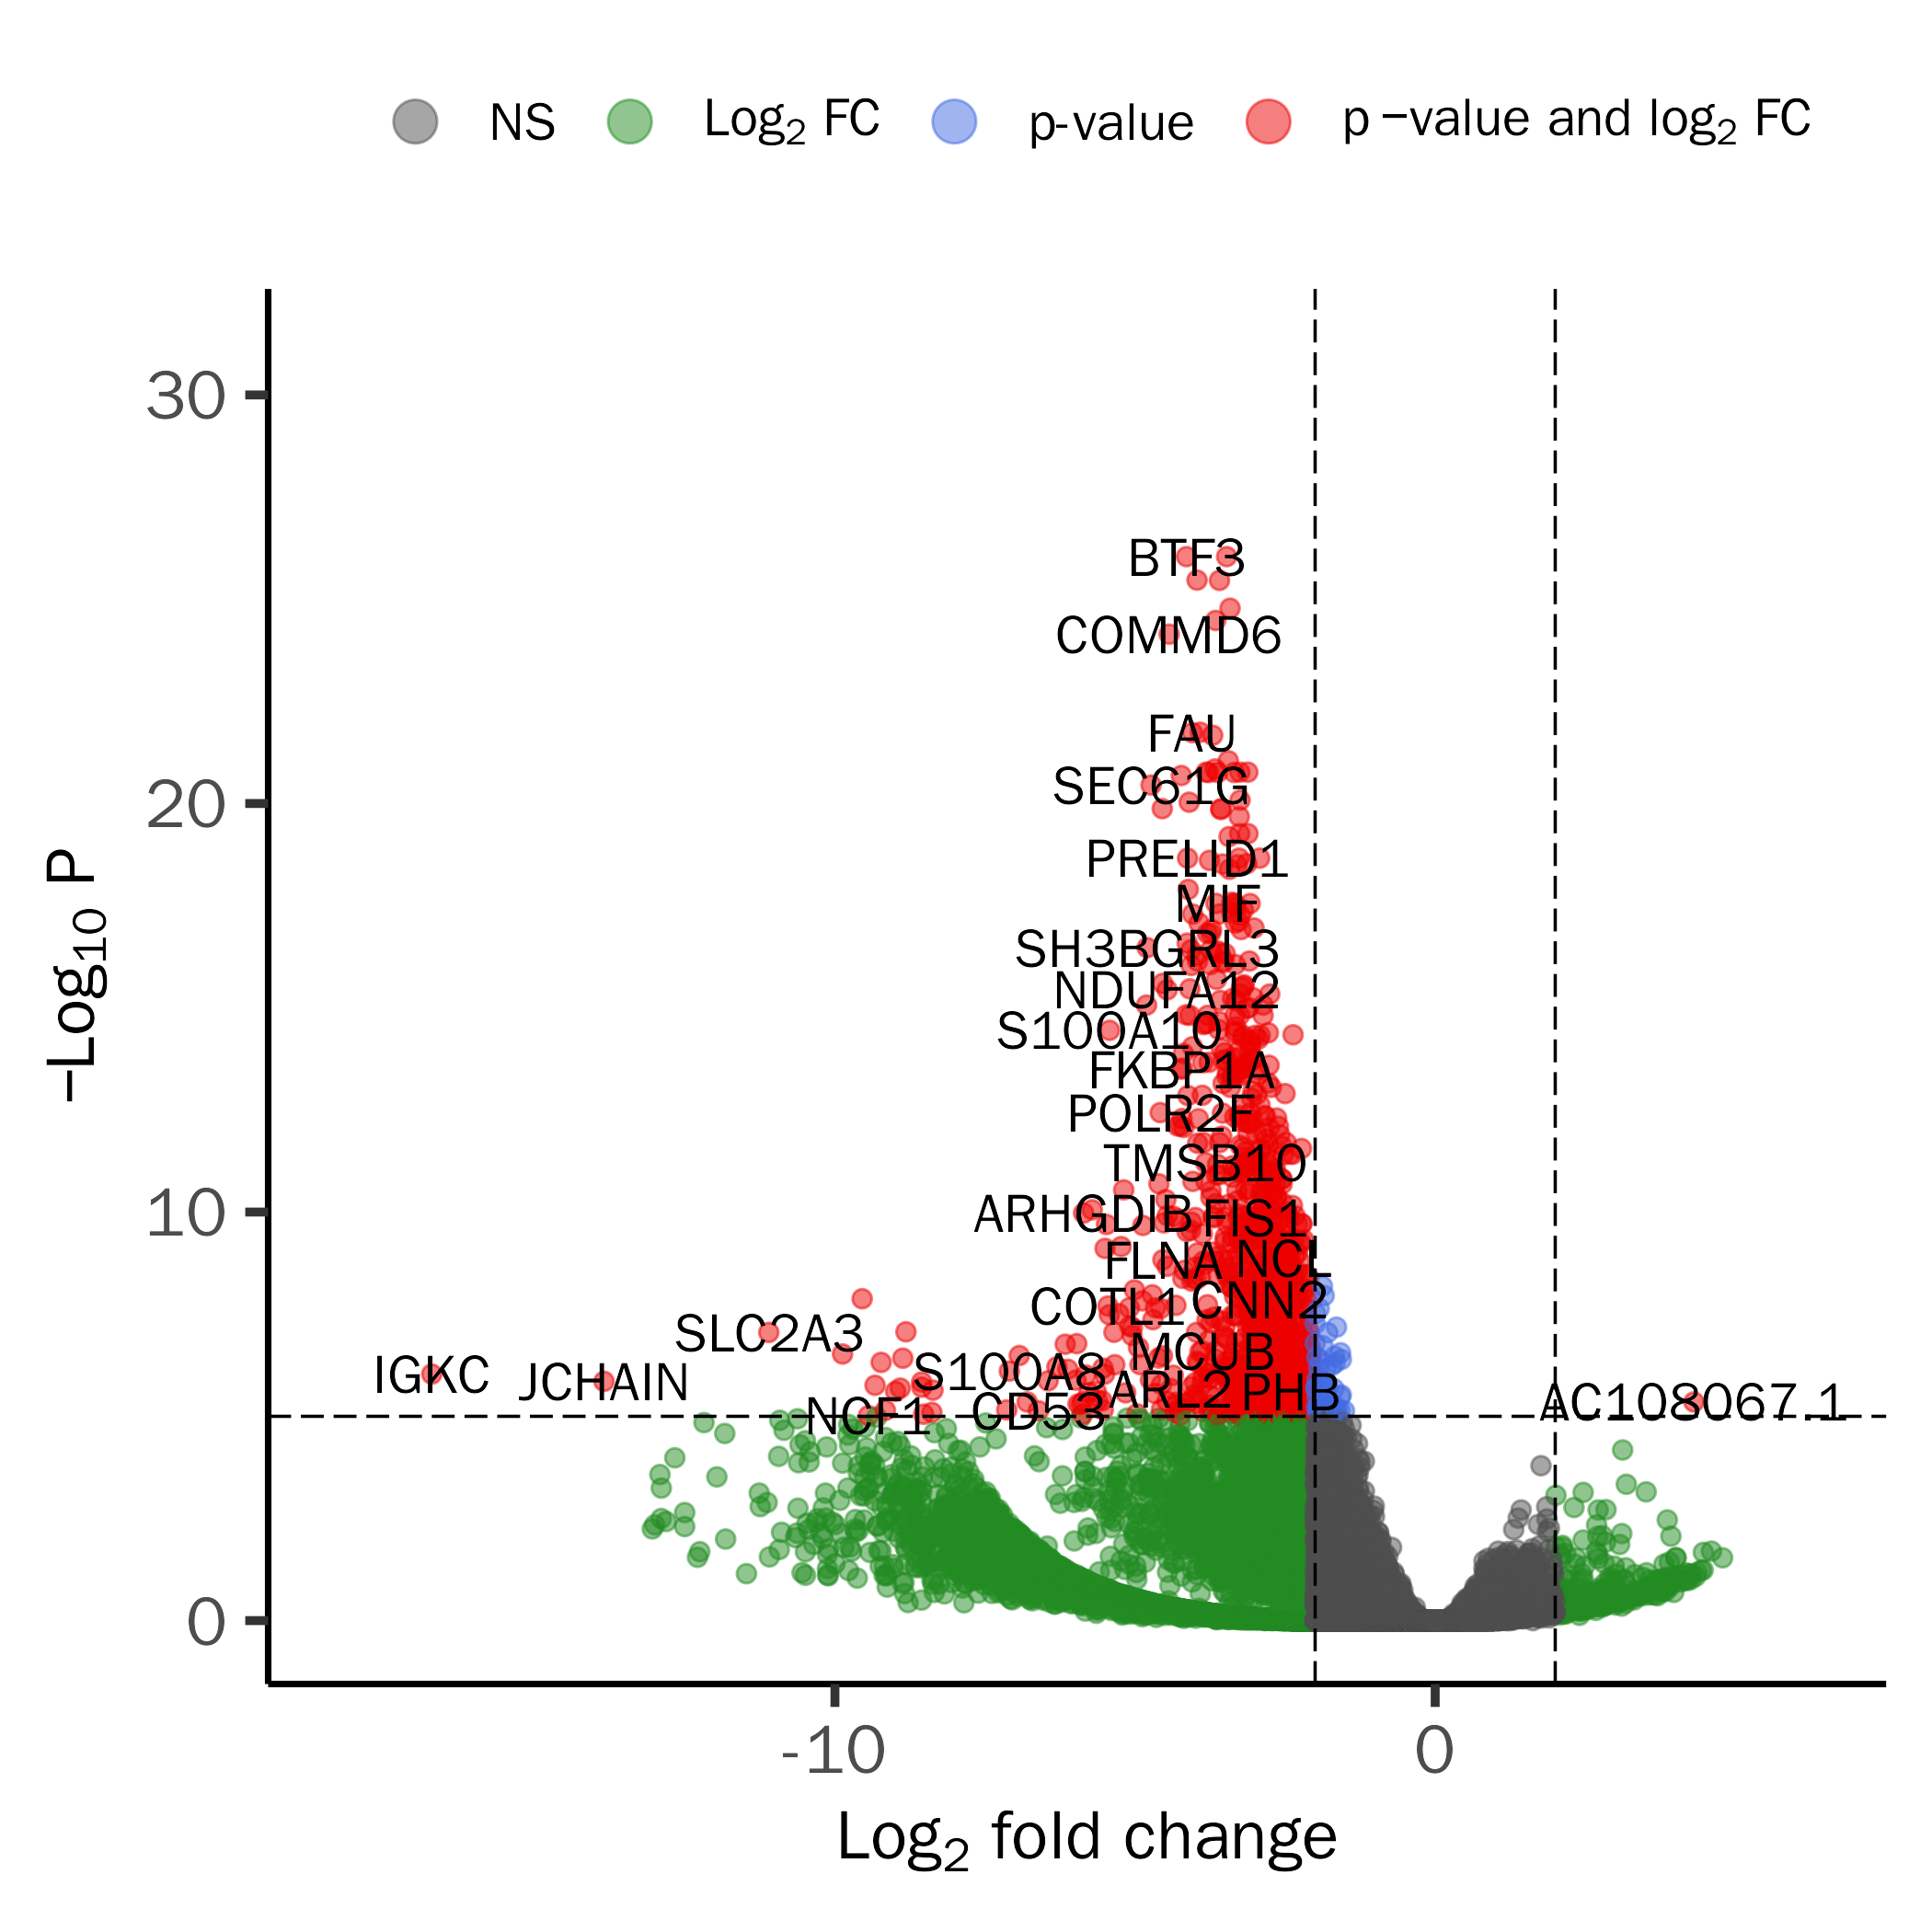 NS Log2 FC p-value p −value and log2 FC
30
20
10
0
−Log10 P
BTF3
COMMD6
FAU
SEC61G
PRELID1
MIF
SH3BGRL3
NDUFA12
S100A10
FKBP1A
POLR2F
TMSB10
ARHGDIB FIS1
FLNA NCL
COTL1 CNN2
SLC2A3
MCUB
IGKC JCHAIN S100A8
ARL2 PHB
NCF1 CD53
AC108067.1
-10 0
Log2 fold change